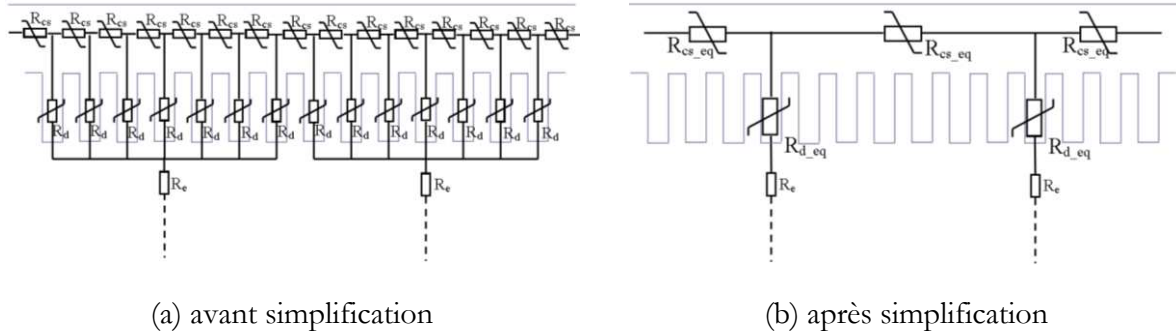 Rcs Rcs Rcs Rcs Rcs Rcs Rcs Rcs Rcs Rcs Rcs Rcs Rcs Rcs Rcs
Rd Rd Rd Rd Rd Rd Rd Rd Rd Rd Rd Rd Rd Rd
Re Re
(a) avant simplification
Rcs_eq Rcs_eq Rcs_eq
Rd_eq Rd_eq
Re Re
(b) après simplification